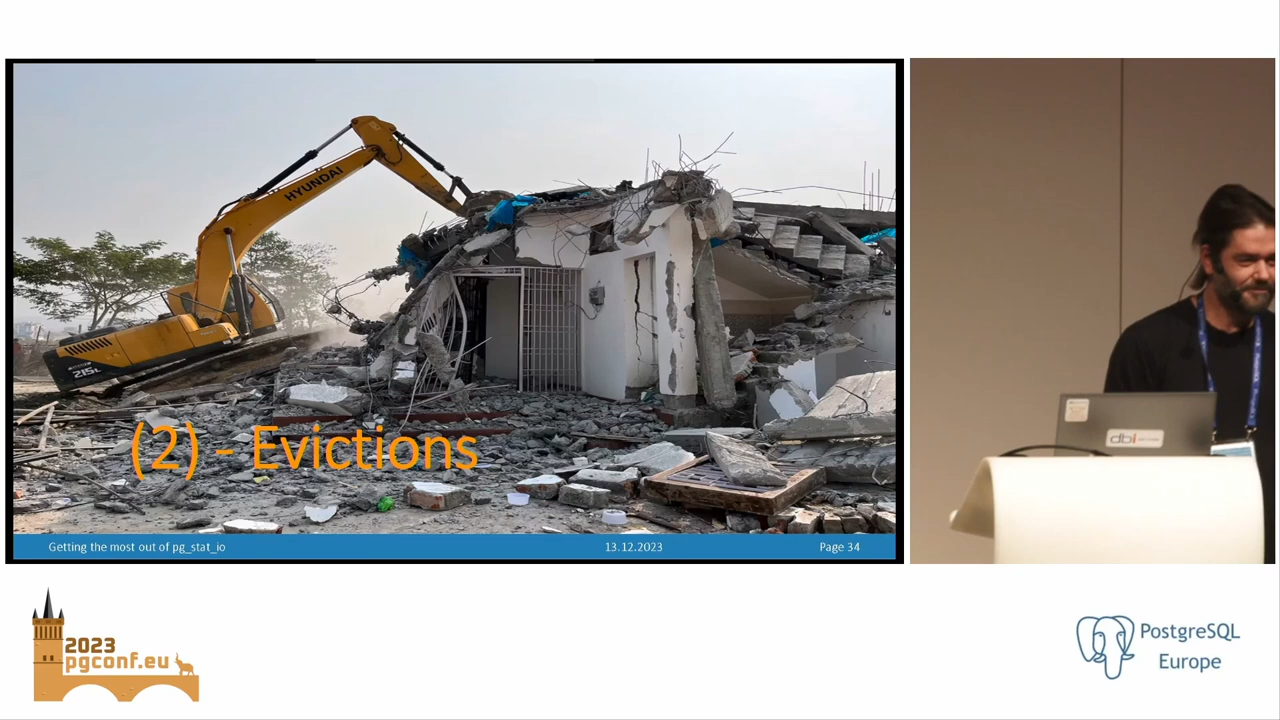 HYUNDAI
215L
(2) - Evictions
Getting the most out of pg_stat_io
13.12.2023
Page 34
dbi
2023
pgconf.eu
PostgreSQL
Europe